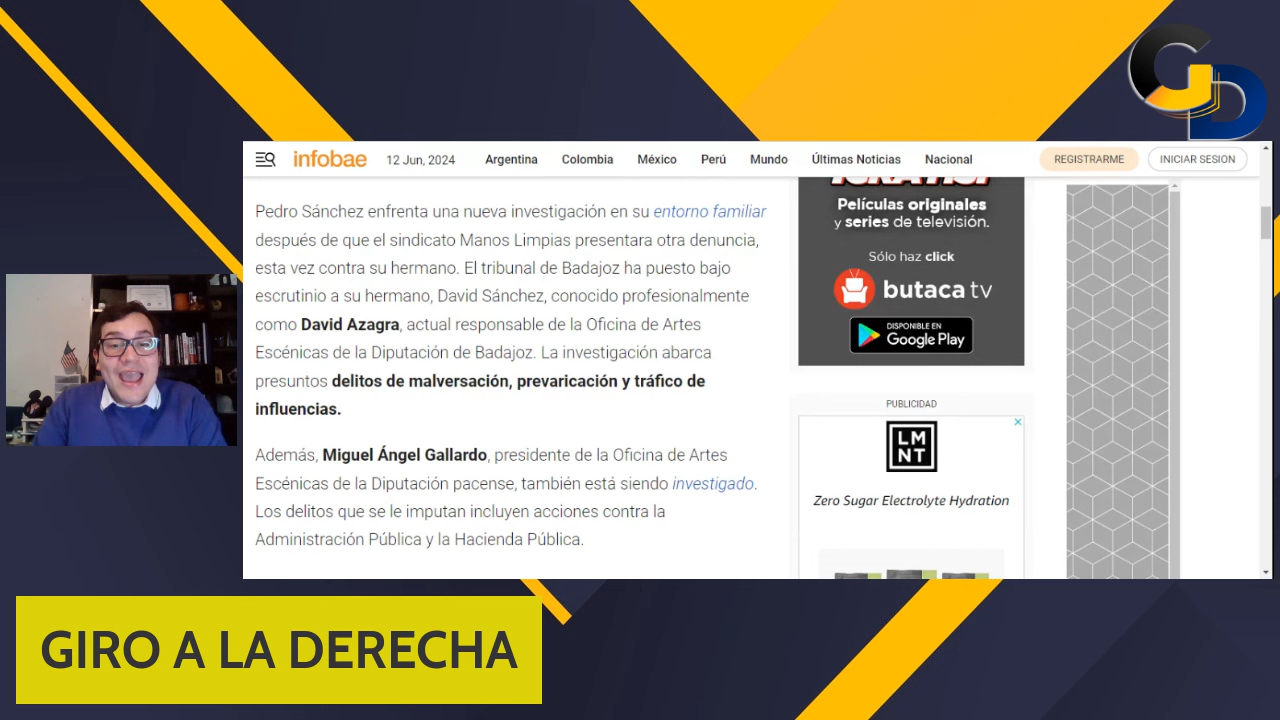 GD
infobae
12 Jun, 2024
Argentina
Colombia
México
Perú
Mundo
Últimas Noticias
Nacional
REGISTRARME
INICIAR SESION
Pedro Sánchez enfrenta una nueva investigación en su entorno familiar
después de que el sindicato Manos Limpias presentara otra denuncia,
esta vez contra su hermano. El tribunal de Badajoz ha puesto bajo
escrutinio a su hermano, David Sánchez, conocido profesionalmente
como David Azagra, actual responsable de la Oficina de Artes
Escénicas de la Diputación de Badajoz. La investigación abarca
presuntos delitos de malversación, prevaricación y tráfico de
influencias.
Además, Miguel Ángel Gallardo, presidente de la Oficina de Artes
Escénicas de la Diputación pacense, también está siendo investigado.
Los delitos que se le imputan incluyen acciones contra la
Administración Pública y la Hacienda Pública.
Películas originales
y series de televisión.
Sólo haz click
butaca tv
DISPONIBLE EN
Google Play
PUBLICIDAD
LM
NT
Zero Sugar Electrolyte Hydration
GIRO A LA DERECHA